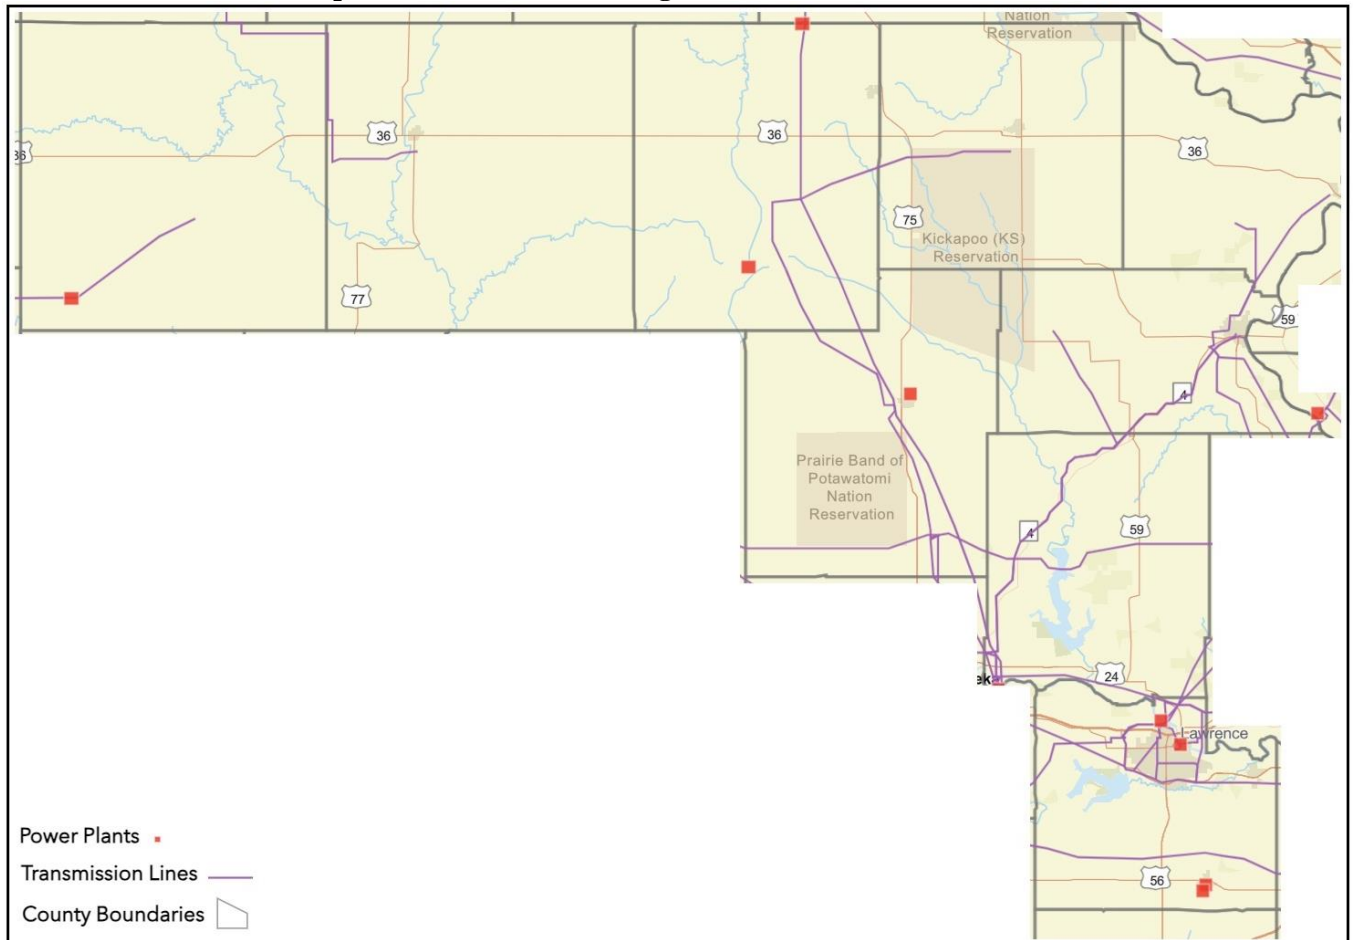 Nation
Reservation
36
36
36
36
75
Kickapoo (KS)
Reservation
77
59
4
Prairie Band of
Potawatomi
Nation
Reservation
4
59
24
ek
Lawrence
56
Power Plants
Transmission Lines
County Boundaries